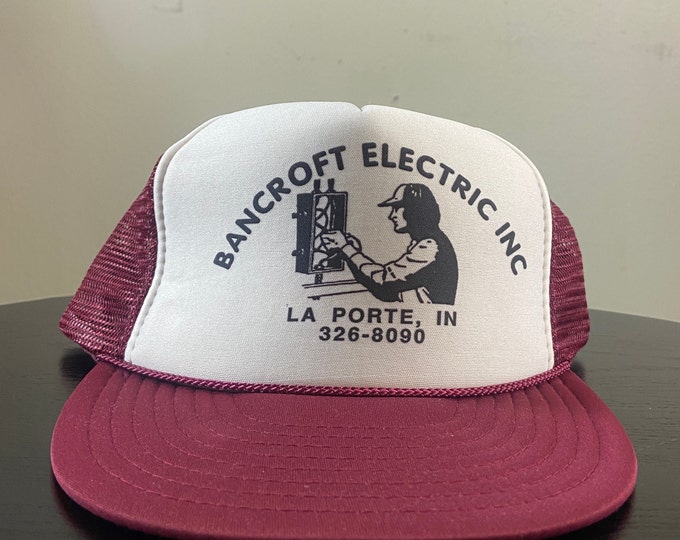 BANCROFT ELECTRIC INC
LA PORTE, IN
326-8090